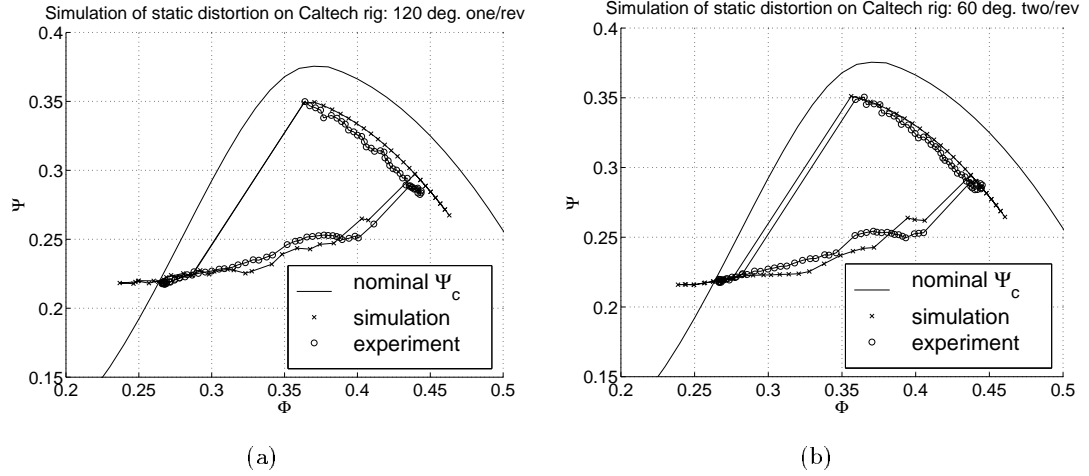 Simulation of static distortion on Caltech rig: 120 deg. one/rev
0.4
0.35
0.3
Ψ
0.25
0.2
0.15
0.2 0.25 0.3 0.35 0.4 0.45 0.5
Φ
nominal Ψ_c
simulation
experiment
(a)
Simulation of static distortion on Caltech rig: 60 deg. two/rev
0.4
0.35
0.3
Ψ
0.25
0.2
0.15
0.2 0.25 0.3 0.35 0.4 0.45 0.5
Φ
nominal Ψ_c
simulation
experiment
(b)